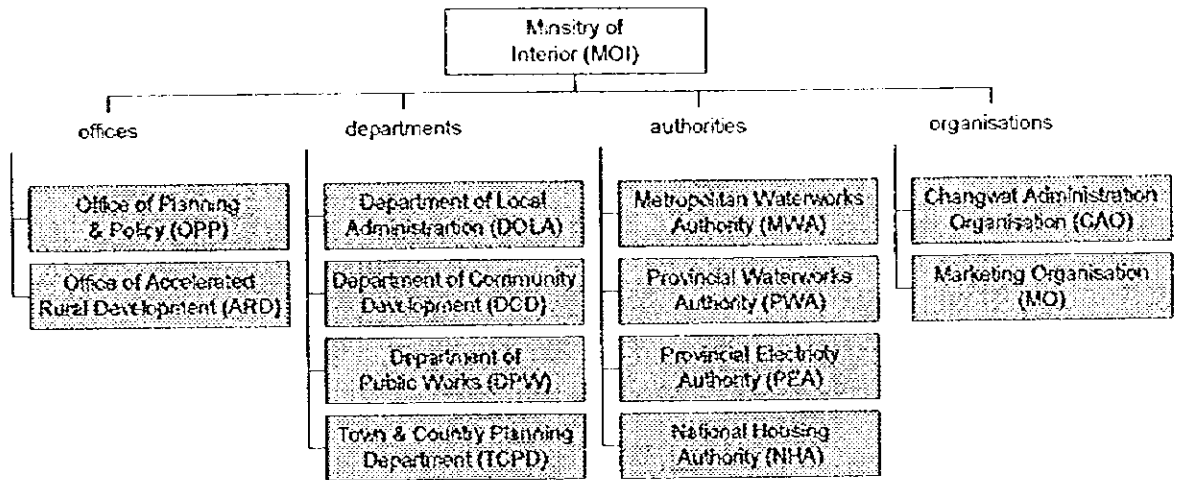 Minsitry of
Interior (MOI)
offices
departments
authorities
organisations
Office of Planning
& Policy (OPP)
Office of Accelerated
Rural Development (ARD)
Department of Local
Administraition (DOLA)
Department of Community
Development (DCD)
Department of
Public Works (DPW)
Town & Country Planning
Department (TCPD)
Metropolitan Waterworks
Authority (MWA)
Provincial Waterworks
Authority (PWA)
Provincial Electricty
Authority (PEA)
National Housing
Authority (NHA)
Changwat Administration
Organisation (CAO)
Marketing Organisation
(MO)